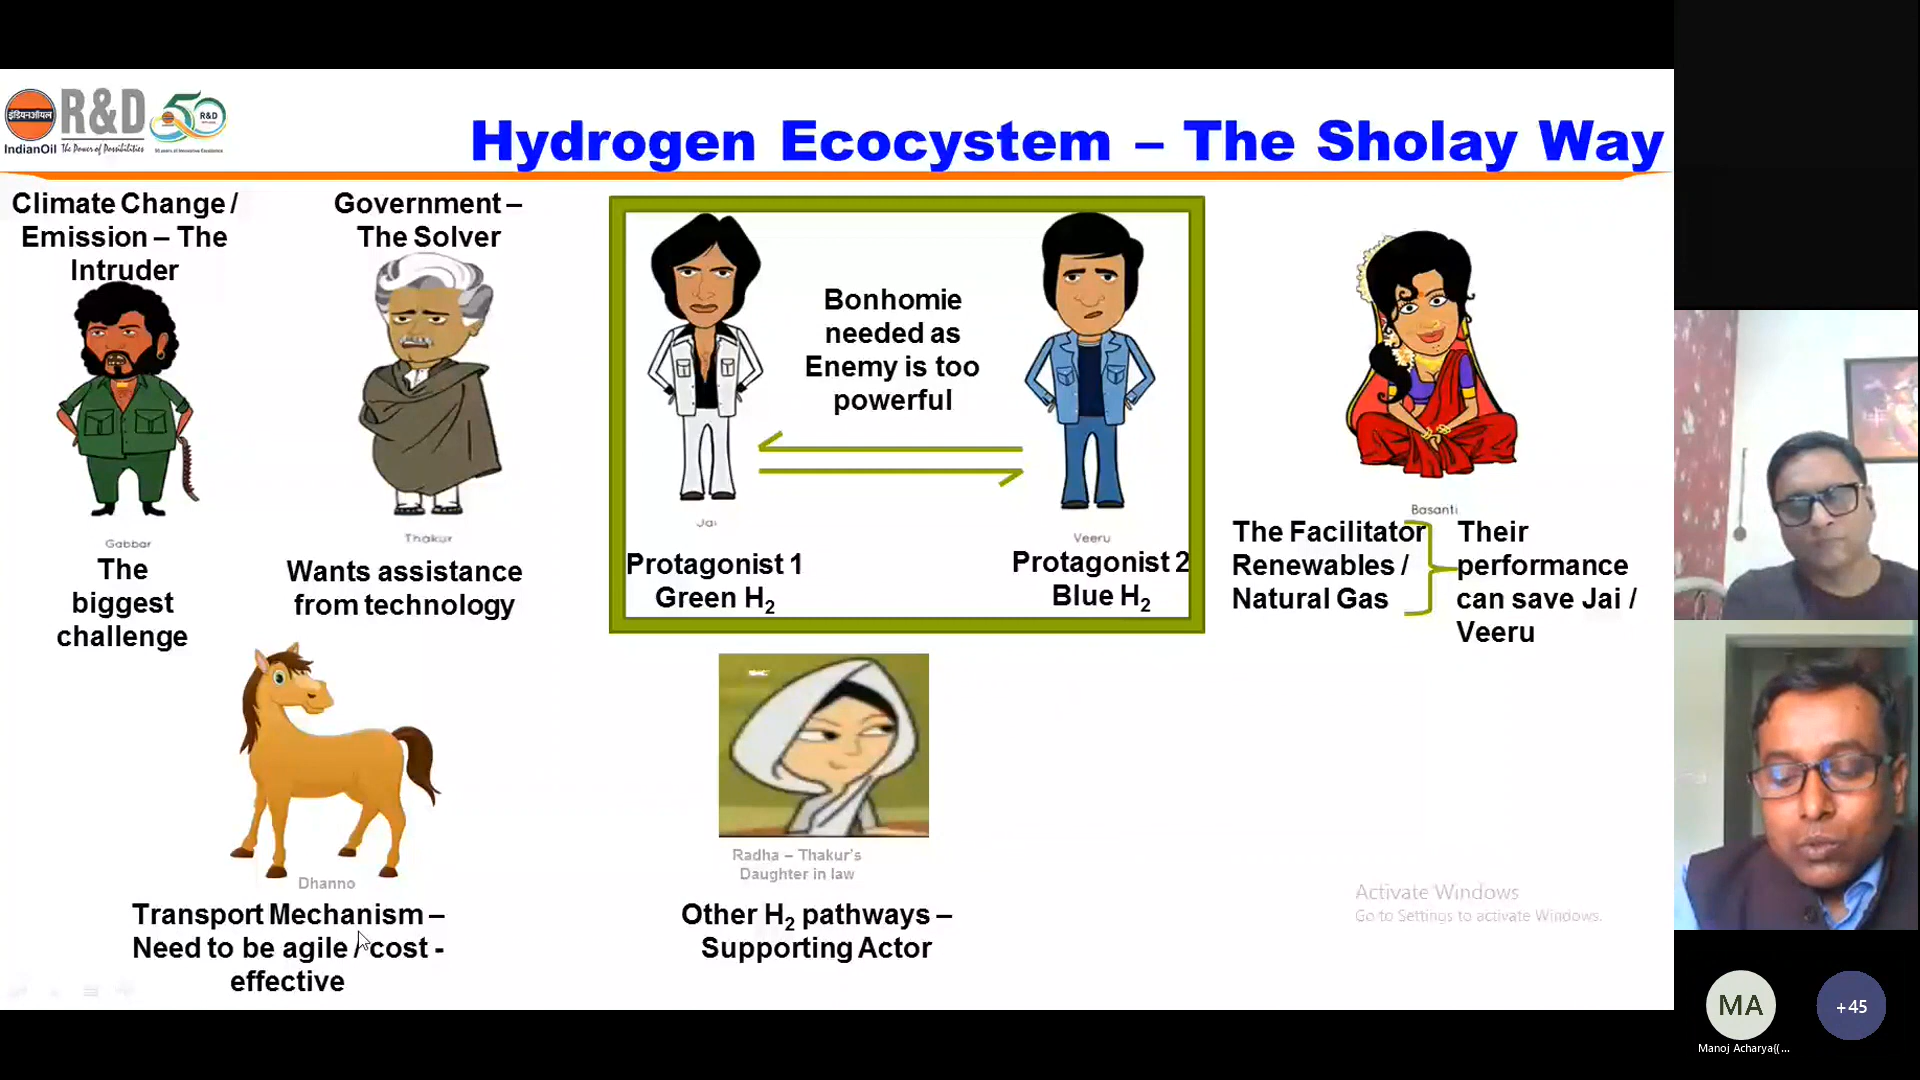 इंडियनऑयल
IndianOil
R&D
The Power of Possibilities
50
R&D
Hydrogen Ecocystem – The Sholay Way
Climate Change /
Emission – The
Intruder
Gabbar
The
biggest
challenge
Government –
The Solver
Thakur
Wants assistance
from technology
Bonhomie
needed as
Enemy is too
powerful
Jai
Protagonist 1
Green H₂
Veeru
Protagonist 2
Blue H₂
Basanti
The Facilitator
Renewables /
Natural Gas
Their
performance
can save Jai /
Veeru
Dhanno
Transport Mechanism –
Need to be agile / cost -
effective
Radha – Thakur's
Daughter in law
Other H₂ pathways –
Supporting Actor
Activate Windows
Go to Settings to activate Windows.
MA
Manoj Acharya((...
+45